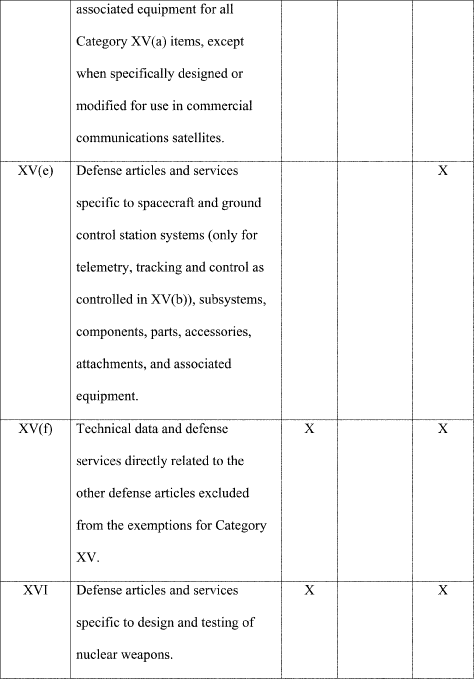 associated equipment for all
Category XV(a) items, except
when specifically designed or
modified for use in commercial
communications satellites.
XV(e) Defense articles and services X
specific to spacecraft and ground
control station systems (only for
telemetry, tracking and control as
controlled in XV(b)), subsystems,
components, parts, accessories,
attachments, and associated
equipment.
XV(f) Technical data and defense X X
services directly related to the
other defense articles excluded
from the exemptions for Category
XV.
XVI Defense articles and services X X
specific to design and testing of
nuclear weapons.